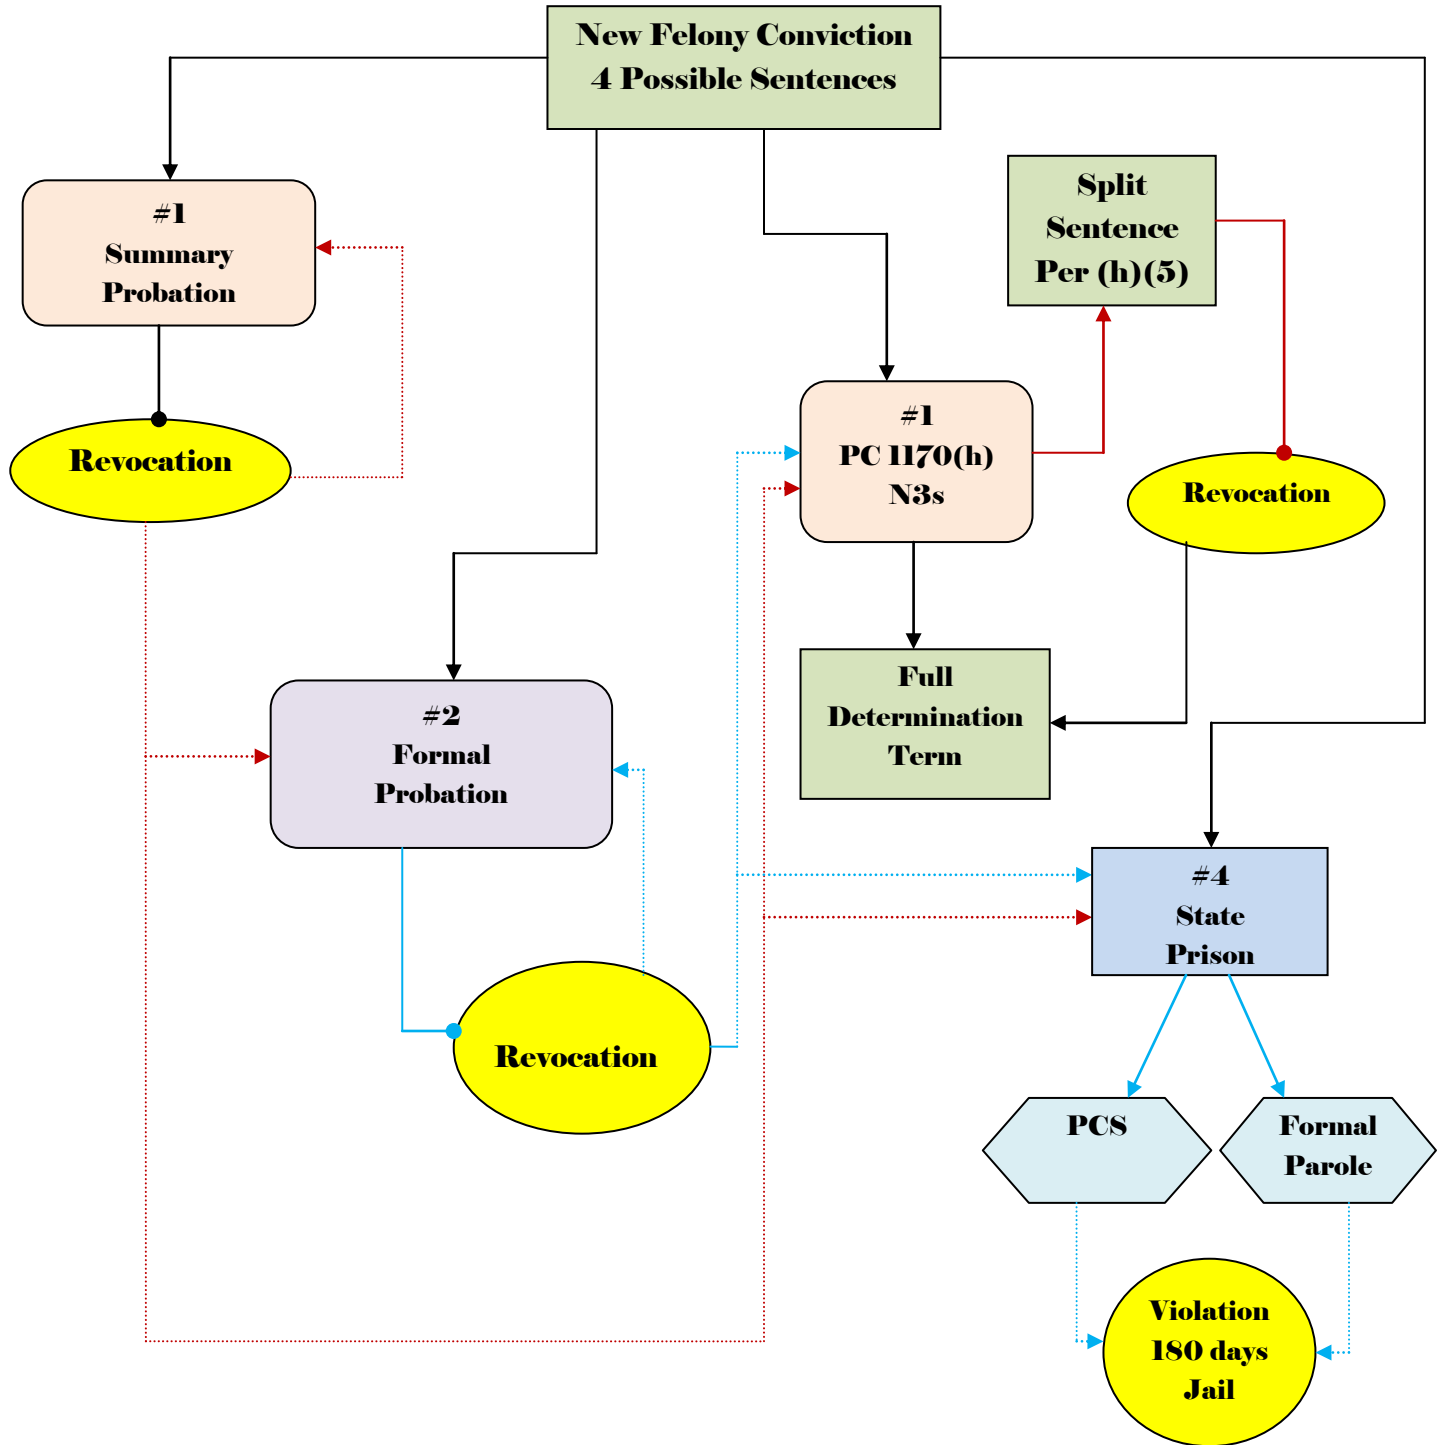 New Felony Conviction
4 Possible Sentences
#1
Summary
Probation
Revocation
Split
Sentence
Per (h)(5)
#1
PC 1170(h)
N3s
Revocation
Full
Determination
Term
#2
Formal
Probation
Revocation
#4
State
Prison
PCS
Formal
Parole
Violation
180 days
Jail